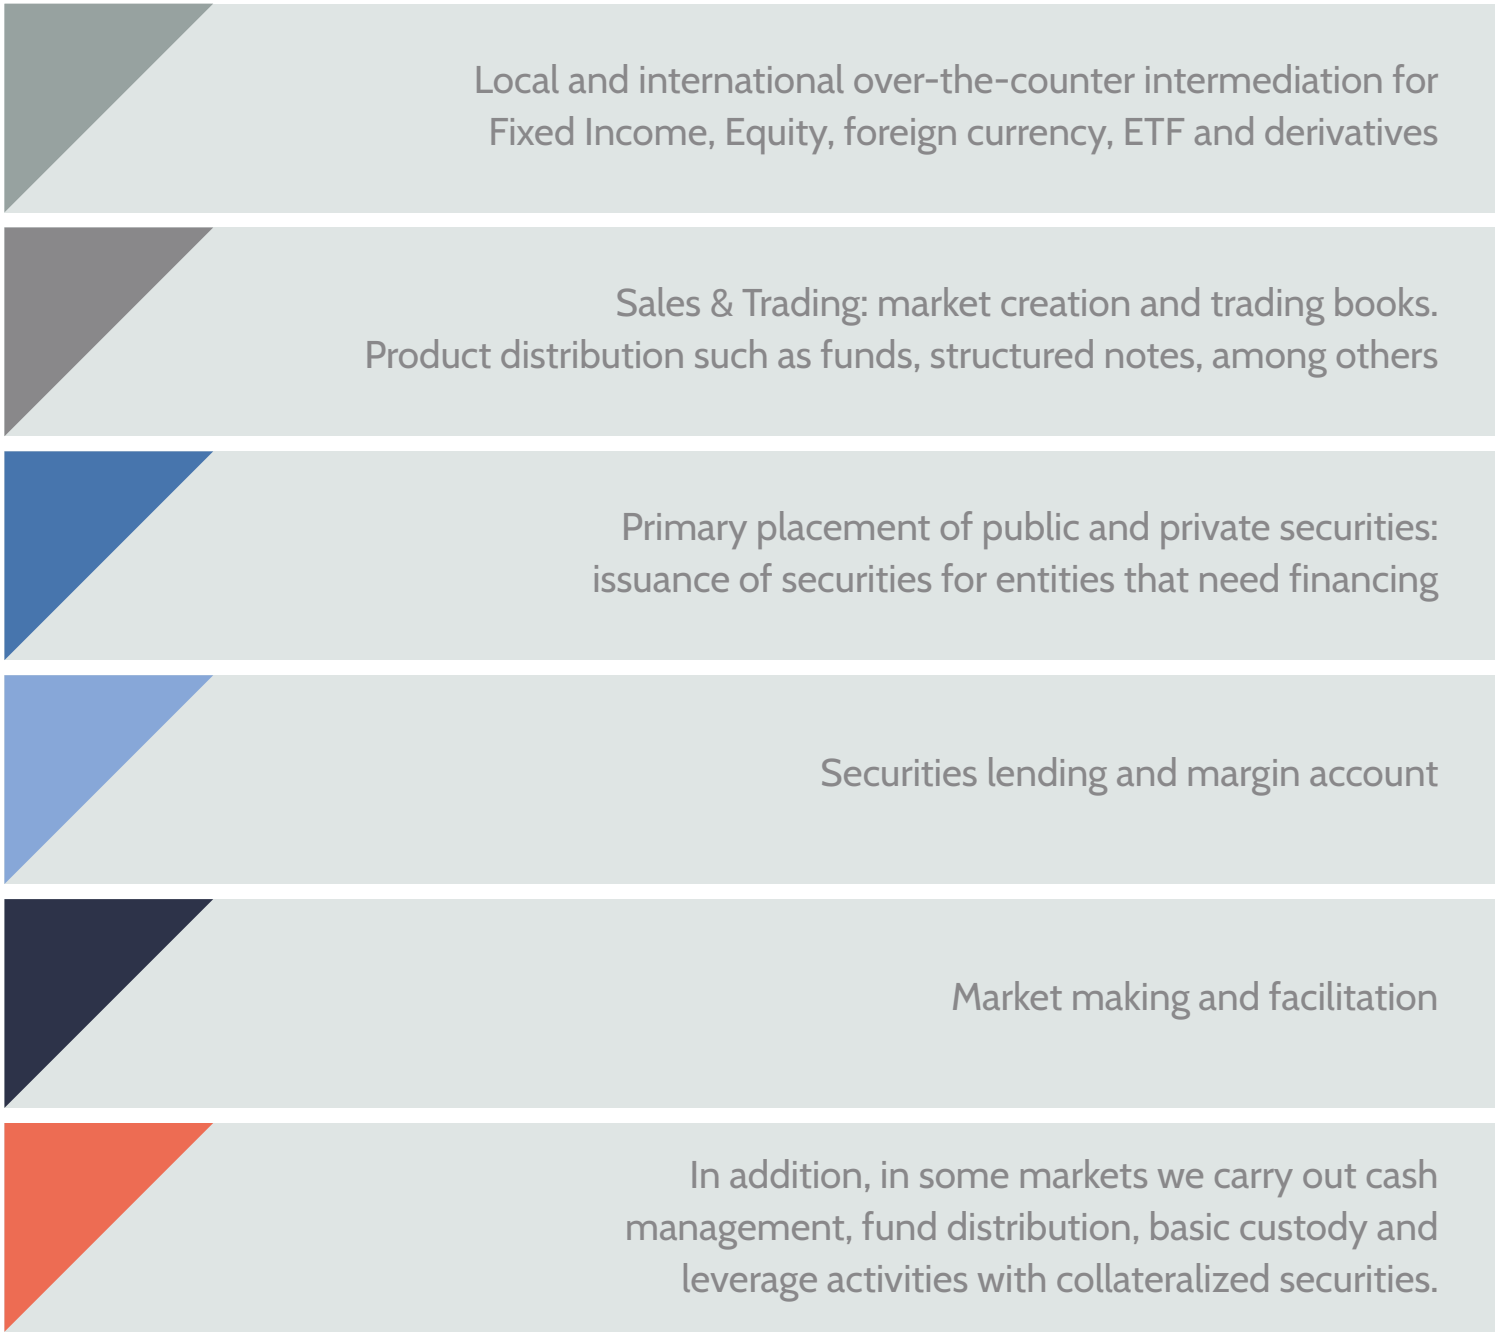 Local and international over-the-counter intermediation for
Fixed Income, Equity, foreign currency, ETF and derivatives
Sales & Trading: market creation and trading books.
Product distribution such as funds, structured notes, among others
Primary placement of public and private securities:
issuance of securities for entities that need financing
Securities lending and margin account
Market making and facilitation
In addition, in some markets we carry out cash
management, fund distribution, basic custody and
leverage activities with collateralized securities.